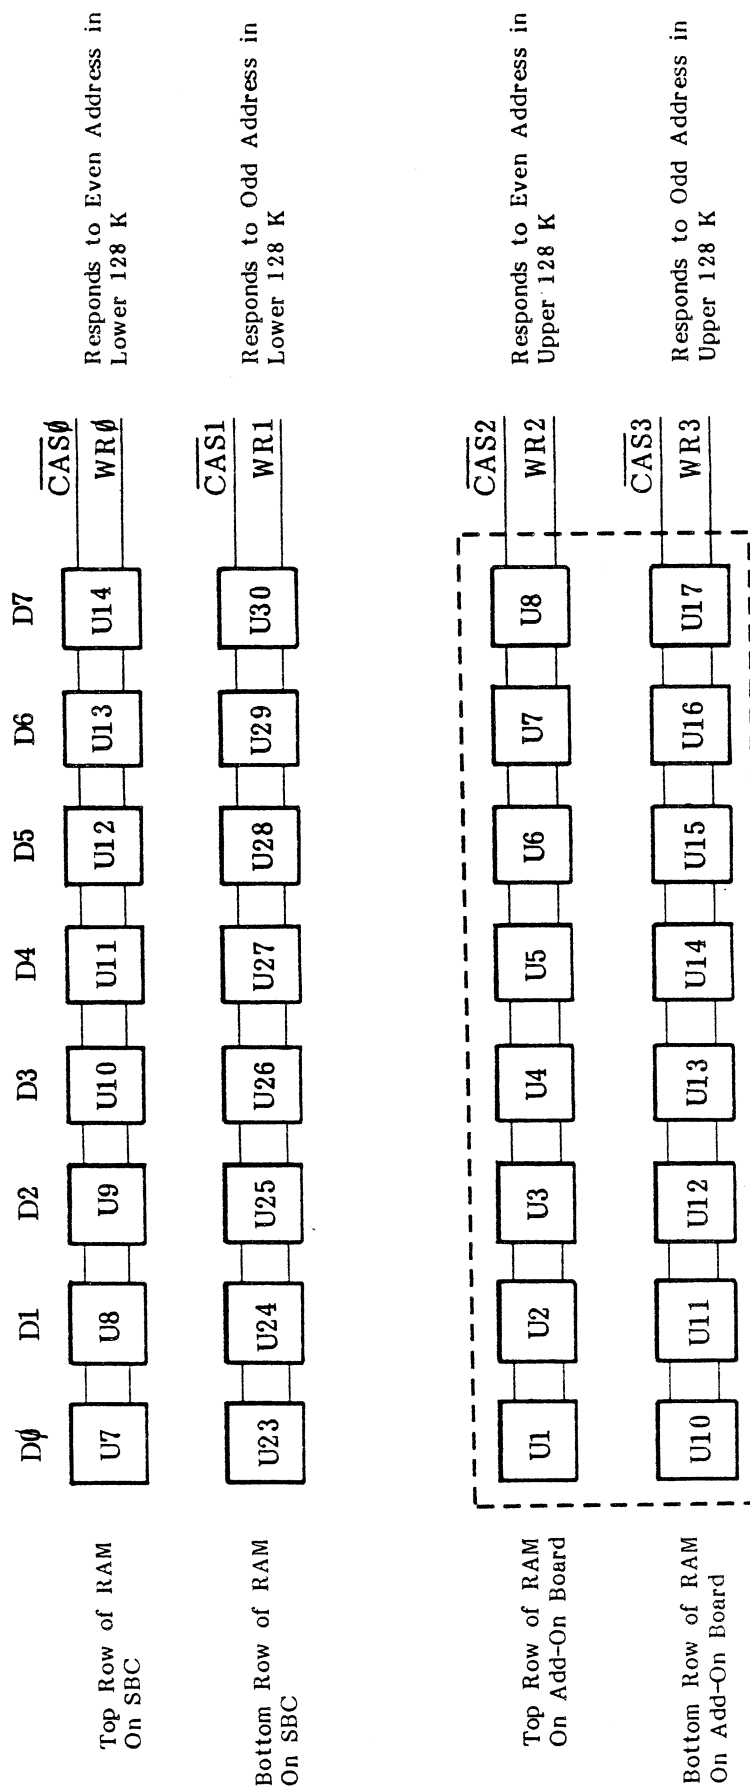 DØ D1 D2 D3 D4 D5 D6 D7
Top Row of RAM
On SBC
U7 U8 U9 U10 U11 U12 U13 U14
CASØ
WRØ
Responds to Even Address in
Lower 128 K
Bottom Row of RAM
On SBC
U23 U24 U25 U26 U27 U28 U29 U30
CAS1
WR1
Responds to Odd Address in
Lower 128 K
Top Row of RAM
On Add-On Board
U1 U2 U3 U4 U5 U6 U7 U8
CAS2
WR2
Responds to Even Address in
Upper 128 K
Bottom Row of RAM
On Add-On Board
U10 U11 U12 U13 U14 U15 U16 U17
CAS3
WR3
Responds to Odd Address in
Upper 128 K